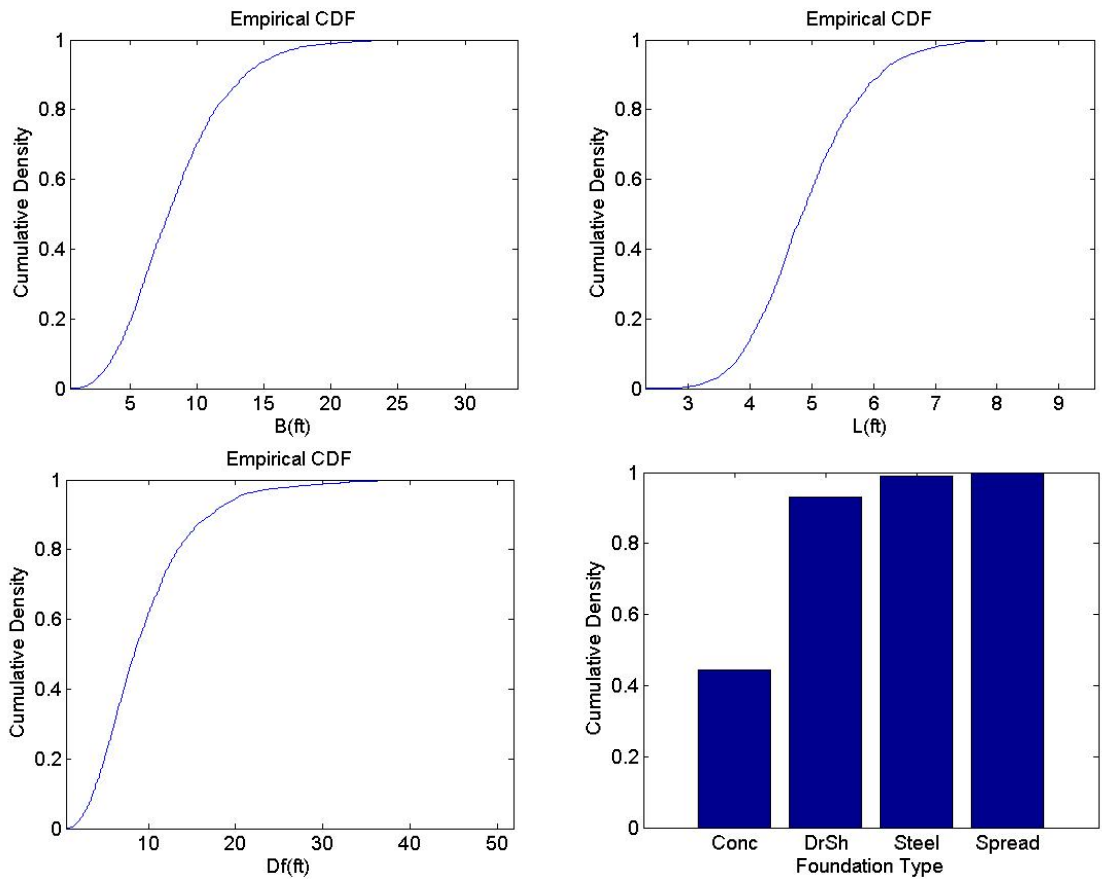 Empirical CDF
1
0.8
0.6
0.4
0.2
0
Cumulative Density
5 10 15 20 25 30
B(ft)
Empirical CDF
1
0.8
0.6
0.4
0.2
0
Cumulative Density
3 4 5 6 7 8 9
L(ft)
Empirical CDF
1
0.8
0.6
0.4
0.2
0
Cumulative Density
10 20 30 40 50
Df(ft)
1
0.8
0.6
0.4
0.2
0
Cumulative Density
Conc DrSh Steel Spread
Foundation Type